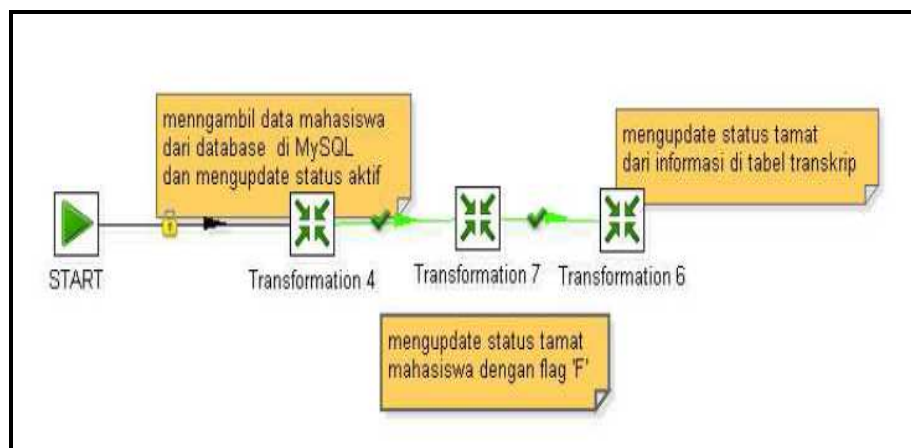 menngambil data mahasiswa
dari database di MySQL
dan mengupdate status aktif
mengupdate status tamat
dari informasi di tabel transkrip
START
Transformation 4
Transformation 7
Transformation 6
mengupdate status tamat
mahasiswa dengan flag 'F'